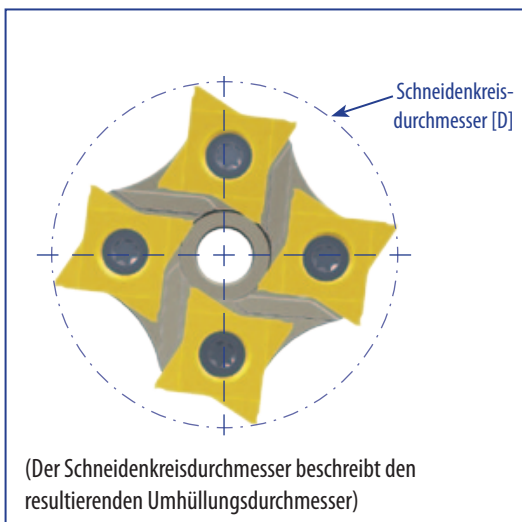 Schneidenkreis-
durchmesser [D]
(Der Schneidenkreisdurchmesser beschreibt den
resultierenden Umhüllungsdurchmesser)